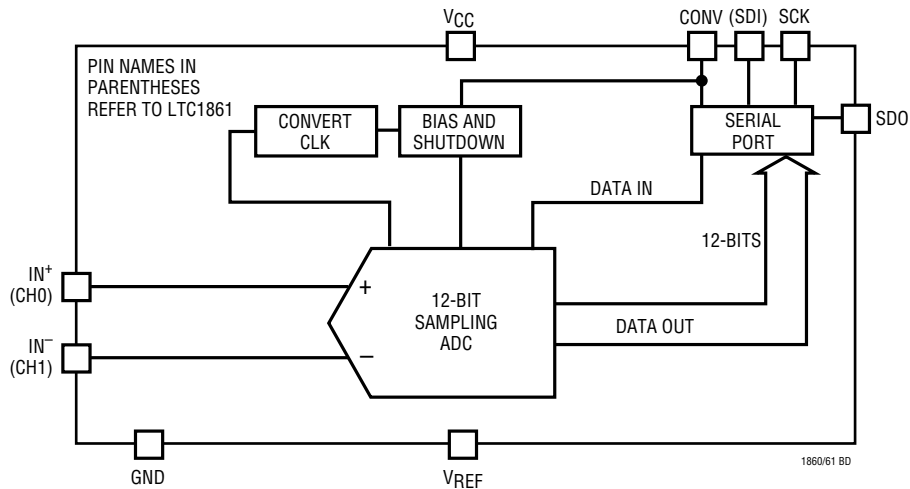 VCC
CONV (SDI) SCK
PIN NAMES IN
PARENTHESES
REFER TO LTC1861
CONVERT
CLK
BIAS AND
SHUTDOWN
SERIAL
PORT
SDO
DATA IN
12-BITS
IN+
(CH0)
+
12-BIT
SAMPLING
ADC
DATA OUT
IN–
(CH1)
–
GND
VREF
1860/61 BD